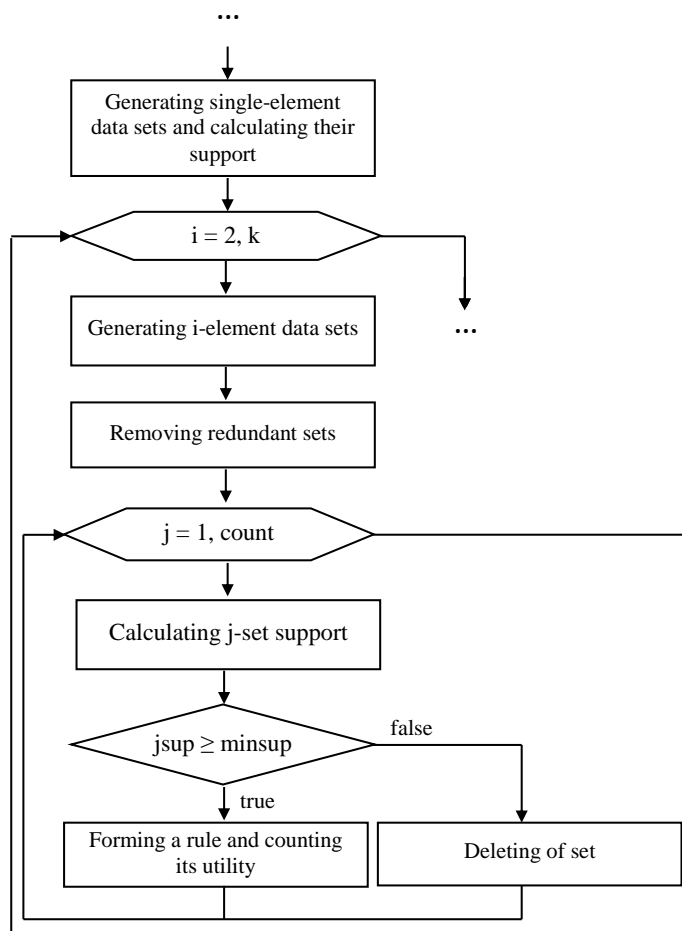 ...
Generating single-element
data sets and calculating their
support
i = 2, k
...
Generating i-element data sets
Removing redundant sets
j = 1, count
Calculating j-set support
jsup ≥ minsup
false
true
Forming a rule and counting
its utility
Deleting of set